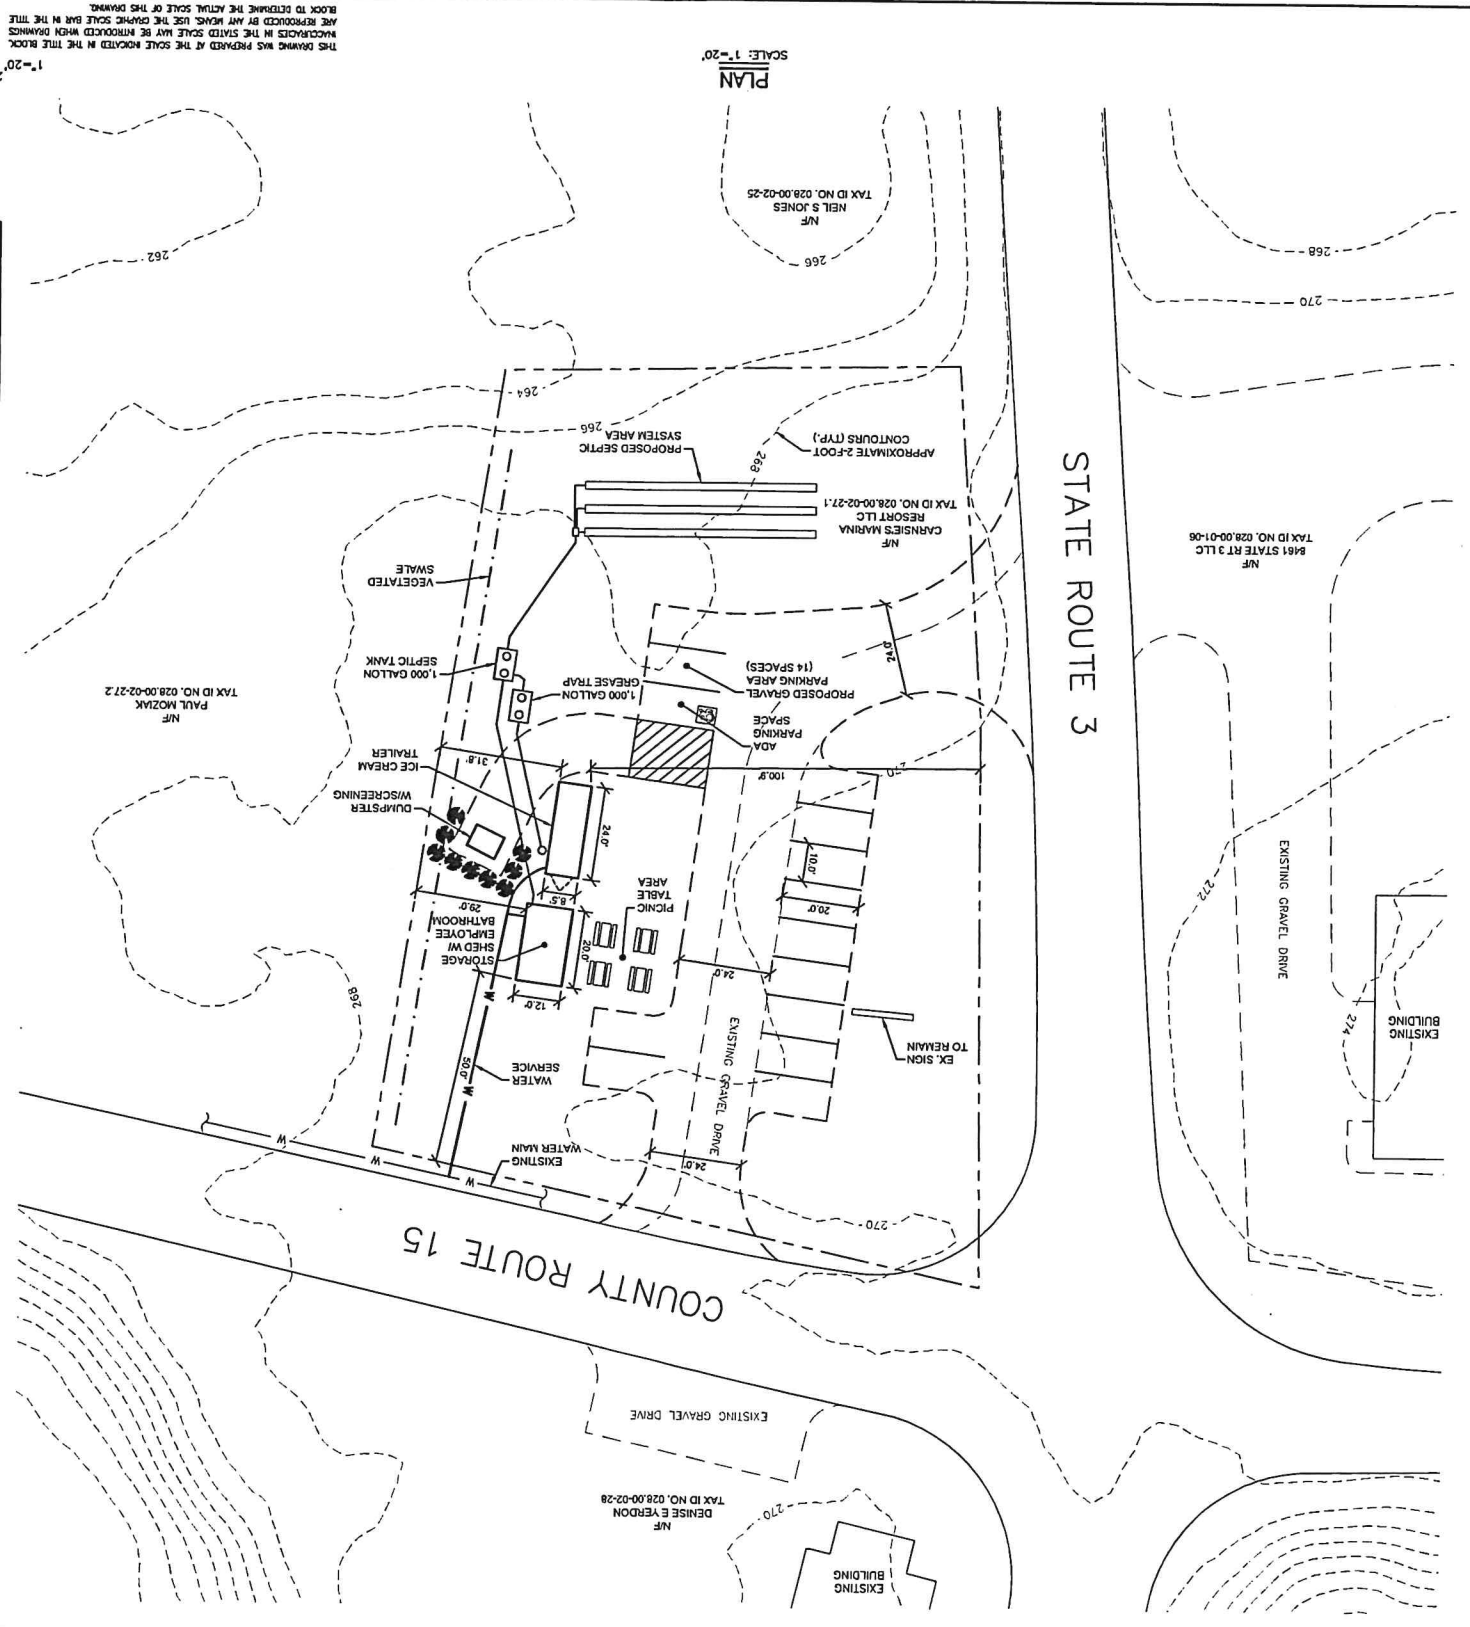 EXISTING
BUILDING
N/F
DENISE E YERDON
TAX ID NO. 028.00-02-28
270
EXISTING GRAVEL DRIVE
COUNTY ROUTE 15
270
EXISTING
WATER MAIN
W
W
W
24.0'
EXISTING GRAVEL DRIVE
WATER
SERVICE
50.0'
W
W
EX. SIGN
TO REMAIN
EXISTING
BUILDING
274
EXISTING GRAVEL DRIVE
272
268
12.0'
20.0'
24.0'
STORAGE
SHED W/
EMPLOYEE
BATHROOM
29.0'
PICNIC
TABLE
AREA
20.0'
10.0'
8.5'
24.0'
DUMPSTER
W/SCREENING
ICE CREAM
TRAILER
31.8'
100.9'
270
ADA
PARKING
SPACE
PROPOSED GRAVEL
PARKING AREA
(14 SPACES)
24.0'
1,000 GALLON
GREASE TRAP
1,000 GALLON
SEPTIC TANK
N/F
PAUL MOZIAK
TAX ID NO. 028.00-02-27.2
STATE ROUTE 3
VEGETATED
SWALE
N/F
8461 STATE RT 3 LLC
TAX ID NO. 028.00-01-06
N/F
CARNSIE'S MARINA
RESORT LLC
TAX ID NO. 028.00-02-27.1
268
APPROXIMATE 2-FOOT
CONTOURS (TYP.)
PROPOSED SEPTIC
SYSTEM AREA
266
264
270
268
266
262
N/F
NEIL S JONES
TAX ID NO. 028.00-02-25
PLAN
SCALE: 1"=20'
1"=20'
THIS DRAWING WAS PREPARED AT THE SCALE INDICATED IN THE TITLE BLOCK.
INACCURACIES IN THE STATED SCALE MAY BE INTRODUCED WHEN DRAWINGS
ARE REPRODUCED BY ANY MEANS. USE THE GRAPHIC SCALE BAR IN THE TITLE
BLOCK TO DETERMINE THE ACTUAL SCALE OF THIS DRAWING.